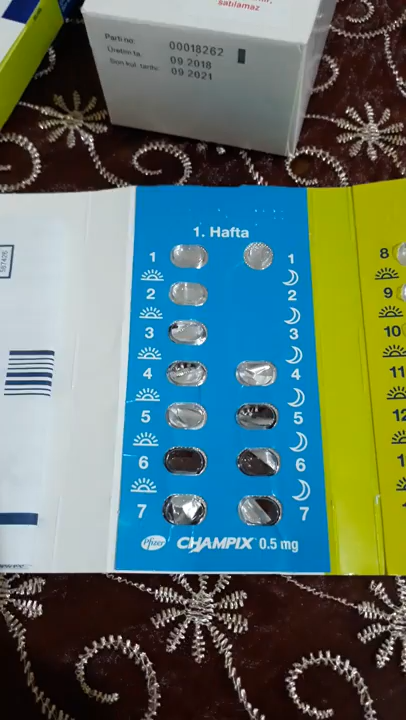 sabılamaz
Parti no: 00018262
Üretim ta. 09 2018
Son kul. tarihi: 09 2021
1. Hafta
1 1
2 2
3 3
4 4
5 5
6 6
7 7
Pfizer CHAMPIX 0.5 mg
8
9
10
11
12
567426